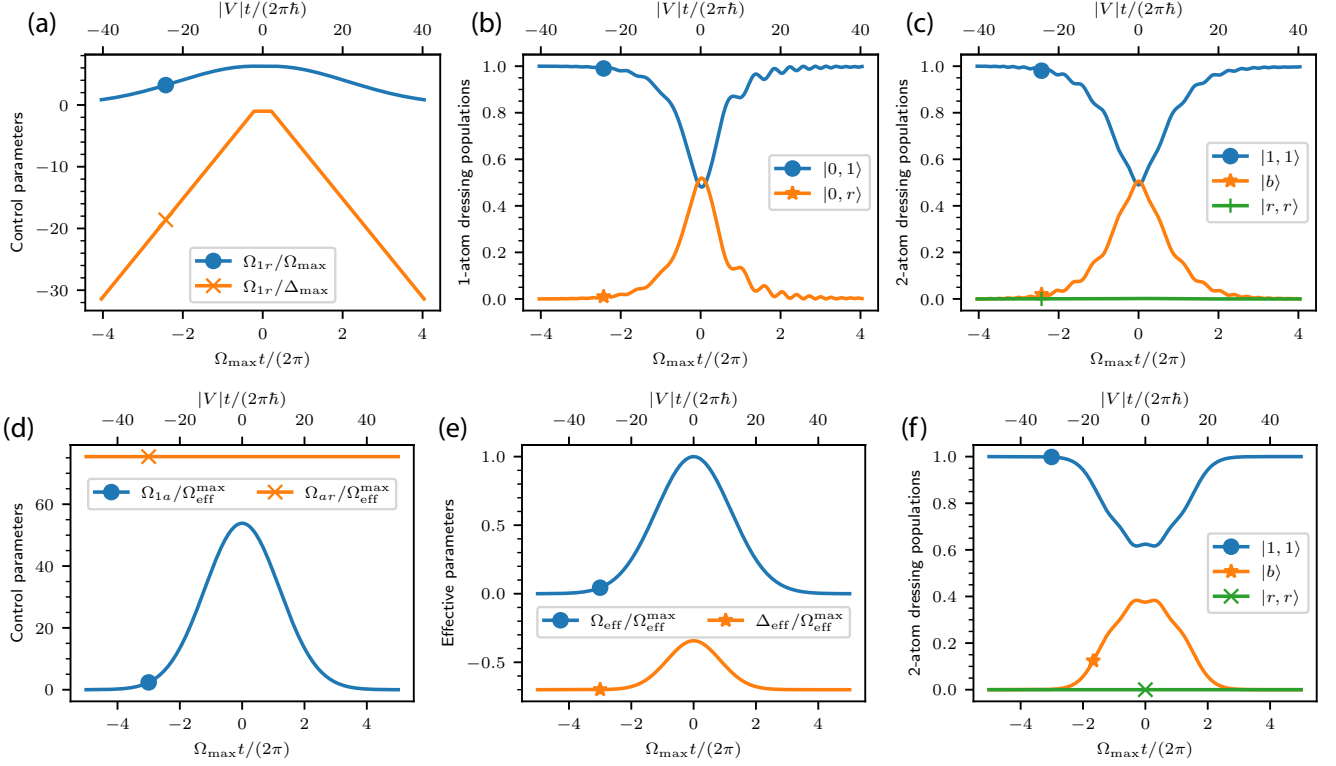 (a)
|V|t/(2πℏ)
−40 −20 0 20 40
Control parameters
0
−10
−20
−30
Ω1r/Ωmax
Ω1r/Δmax
−4 −2 0 2 4
Ωmaxt/(2π)
(b)
|V|t/(2πℏ)
−40 −20 0 20 40
1-atom dressing populations
1.0
0.8
0.6
0.4
0.2
0.0
|0, 1⟩
|0, r⟩
−4 −2 0 2 4
Ωmaxt/(2π)
(c)
|V|t/(2πℏ)
−40 −20 0 20 40
2-atom dressing populations
1.0
0.8
0.6
0.4
0.2
0.0
|1, 1⟩
|b⟩
|r, r⟩
−4 −2 0 2 4
Ωmaxt/(2π)
(d)
|V|t/(2πℏ)
−40 −20 0 20 40
Control parameters
60
40
20
0
Ω1a/Ωeffmax
Ωar/Ωeffmax
−4 −2 0 2 4
Ωmaxt/(2π)
(e)
|V|t/(2πℏ)
−40 −20 0 20 40
Effective parameters
1.0
0.5
0.0
−0.5
Ωeff/Ωeffmax
Δeff/Ωeffmax
−4 −2 0 2 4
Ωmaxt/(2π)
(f)
|V|t/(2πℏ)
−40 −20 0 20 40
2-atom dressing populations
1.0
0.8
0.6
0.4
0.2
0.0
|1, 1⟩
|b⟩
|r, r⟩
−4 −2 0 2 4
Ωmaxt/(2π)